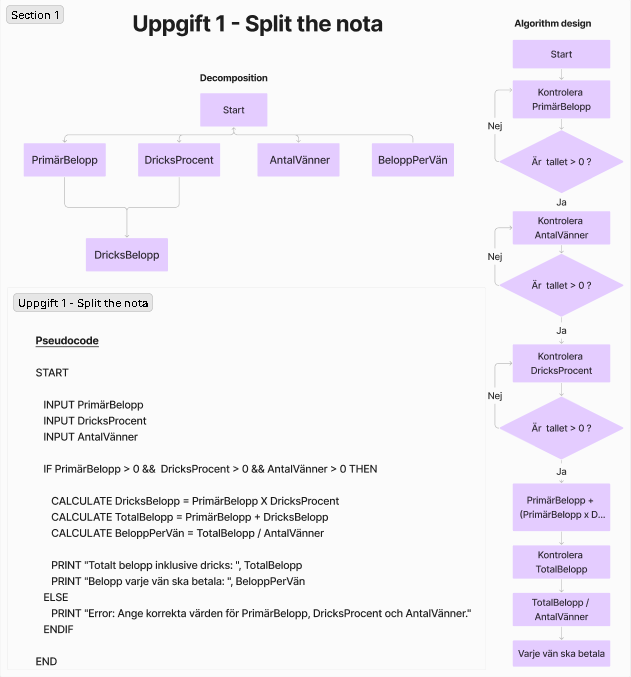 Section 1
Uppgift 1 - Split the nota
Decomposition
Start
PrimärBelopp
DricksProcent
AntalVänner
BeloppPerVän
DricksBelopp
Uppgift 1 - Split the nota
Pseudocode
START
INPUT PrimärBelopp
INPUT DricksProcent
INPUT AntalVänner
IF PrimärBelopp > 0 && DricksProcent > 0 && AntalVänner > 0 THEN
CALCULATE DricksBelopp = PrimärBelopp X DricksProcent
CALCULATE TotalBelopp = PrimärBelopp + DricksBelopp
CALCULATE BeloppPerVän = TotalBelopp / AntalVänner
PRINT "Totalt belopp inklusive dricks: ", TotalBelopp
PRINT "Belopp varje vän ska betala: ", BeloppPerVän
ELSE
PRINT "Error: Ange korrekta värden för PrimärBelopp, DricksProcent och AntalVänner."
ENDIF
END
Algorithm design
Start
Kontrolera
PrimärBelopp
Nej
Är tallet > 0 ?
Ja
Kontrolera
AntalVänner
Nej
Är tallet > 0 ?
Ja
Kontrolera
DricksProcent
Nej
Är tallet > 0 ?
Ja
PrimärBelopp +
(PrimärBelopp x D...
Kontrolera
TotalBelopp
TotalBelopp /
AntalVänner
Varje vän ska betala